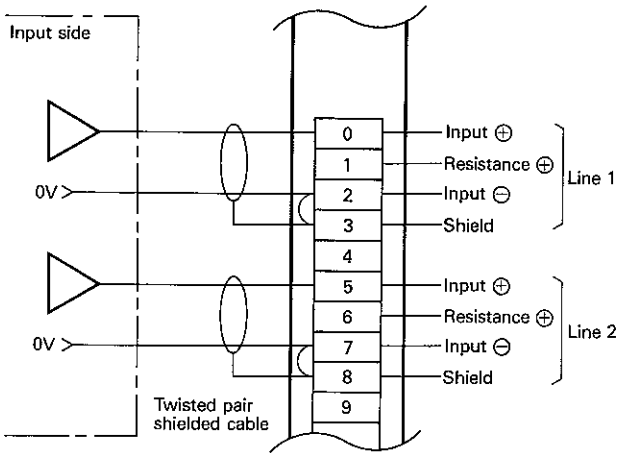 Input side
0 Input ⊕
1 Resistance ⊕
Line 1
0V 2 Input ⊖
3 Shield
4
5 Input ⊕
6 Resistance ⊕
Line 2
0V 7 Input ⊖
8 Shield
9
Twisted pair
shielded cable